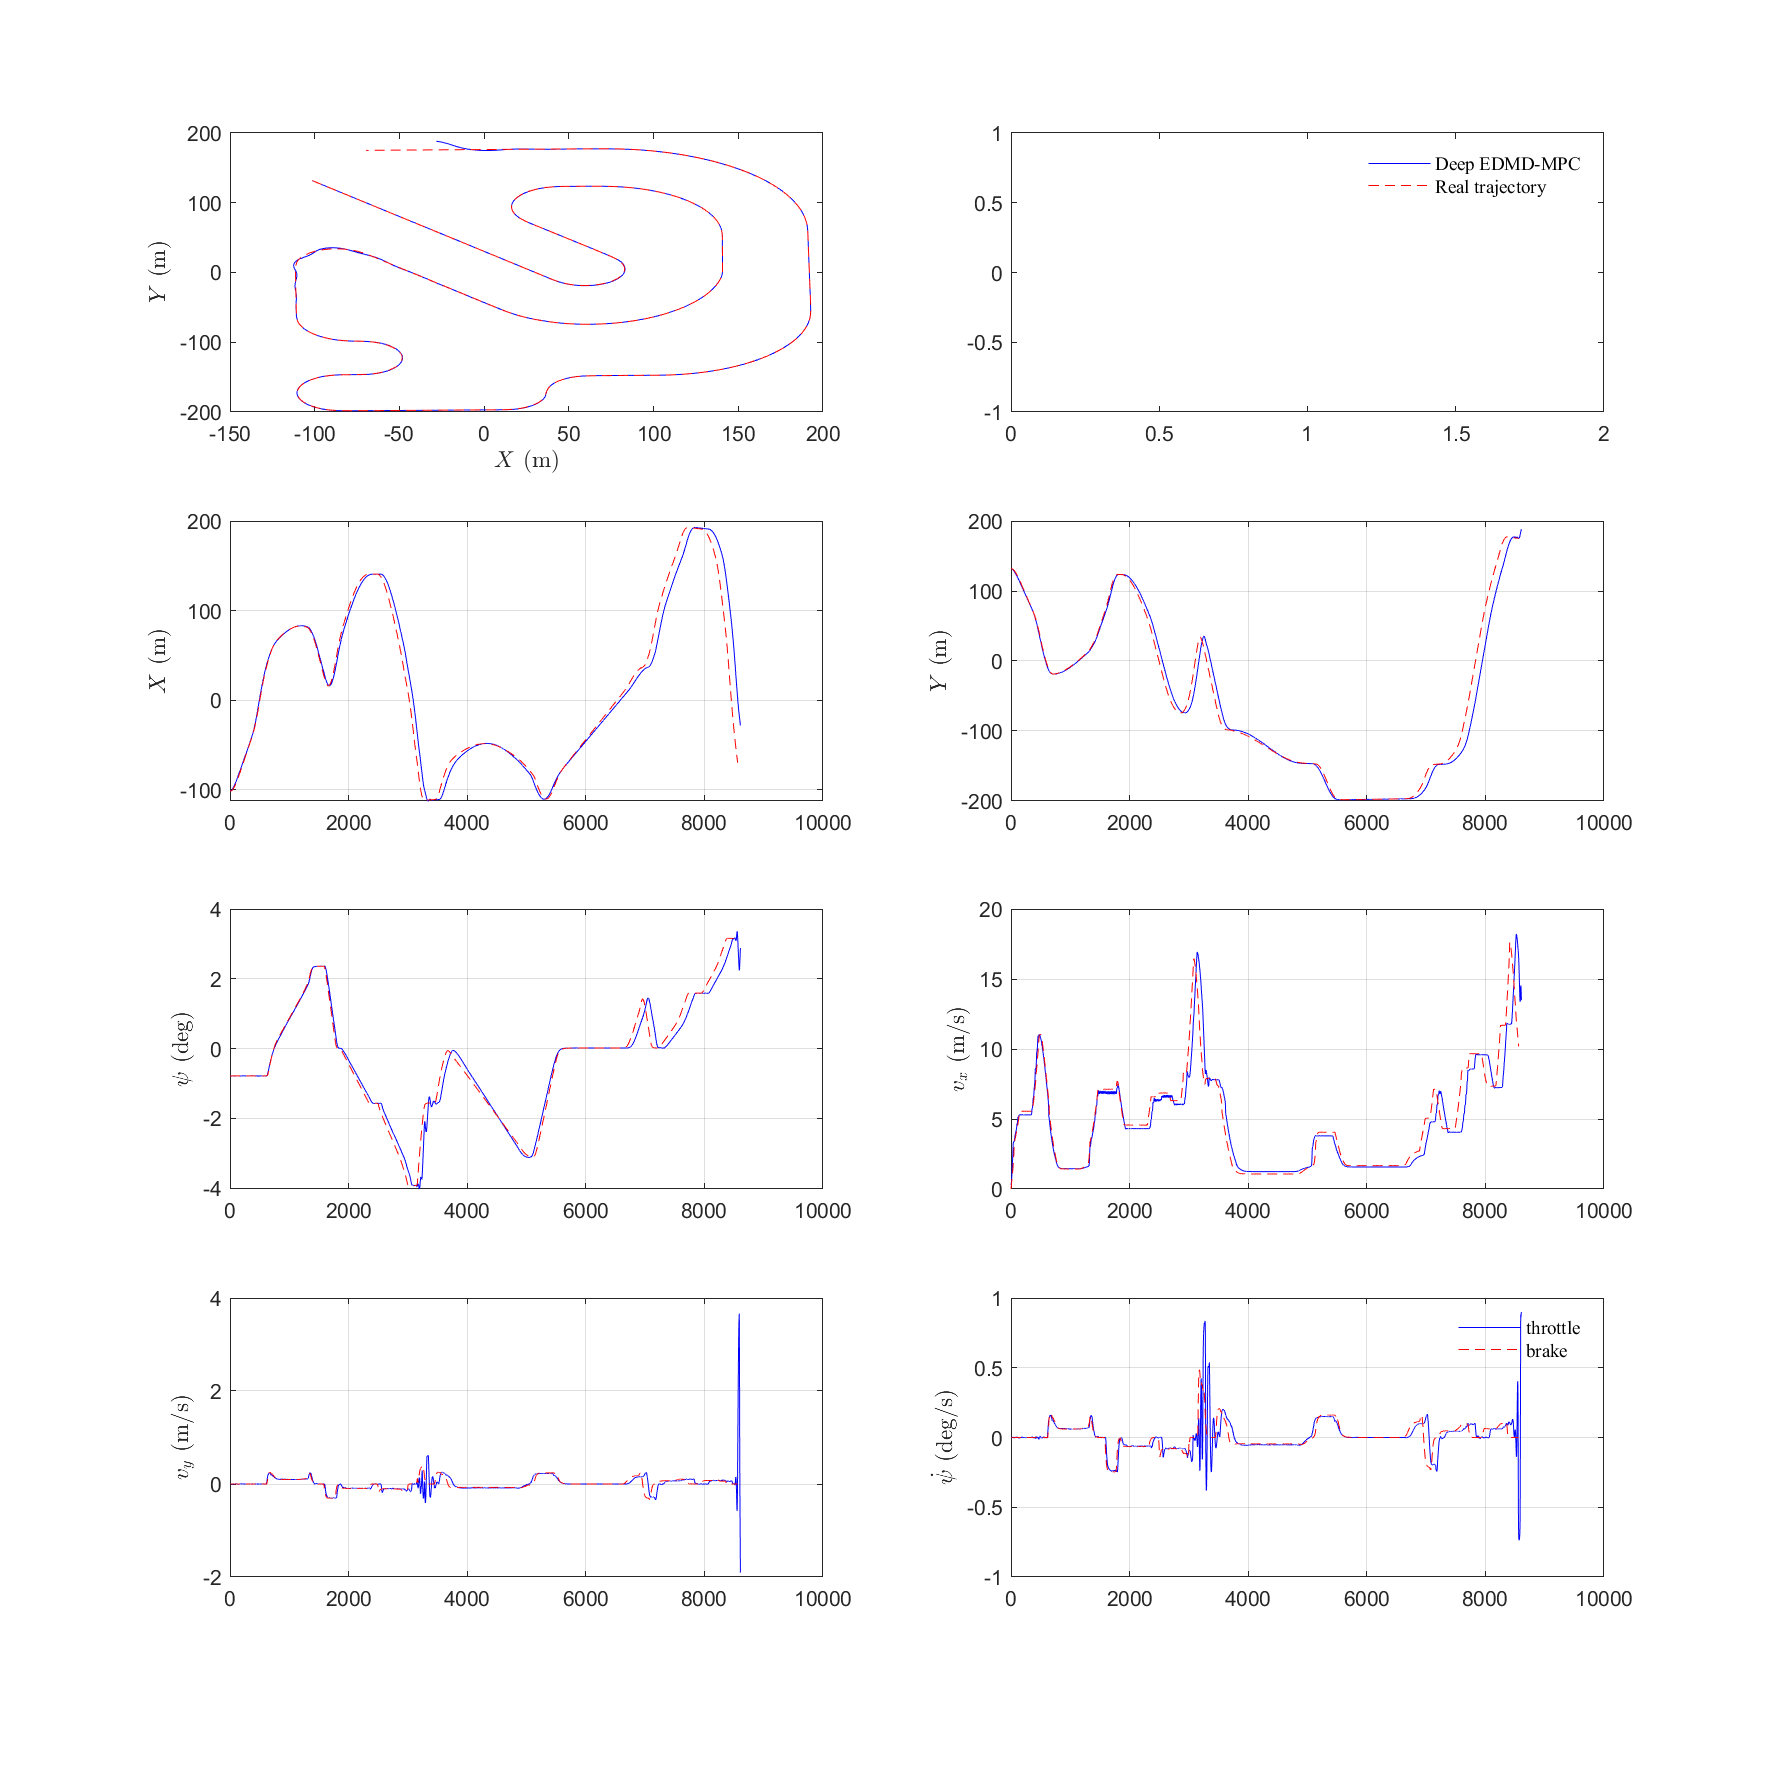 200
100
0
-100
-200
Y (m)
-150 -100 -50 0 50 100 150 200
X (m)
1
0.5
0
-0.5
-1
0 0.5 1 1.5 2
Deep EDMD-MPC
Real trajectory
200
100
0
-100
X (m)
0 2000 4000 6000 8000 10000
200
100
0
-100
-200
Y (m)
0 2000 4000 6000 8000 10000
4
2
0
-2
-4
ψ (deg)
0 2000 4000 6000 8000 10000
20
15
10
5
0
v_x (m/s)
0 2000 4000 6000 8000 10000
4
2
0
-2
v_y (m/s)
0 2000 4000 6000 8000 10000
1
0.5
0
-0.5
-1
ψ̇ (deg/s)
throttle
brake
0 2000 4000 6000 8000 10000